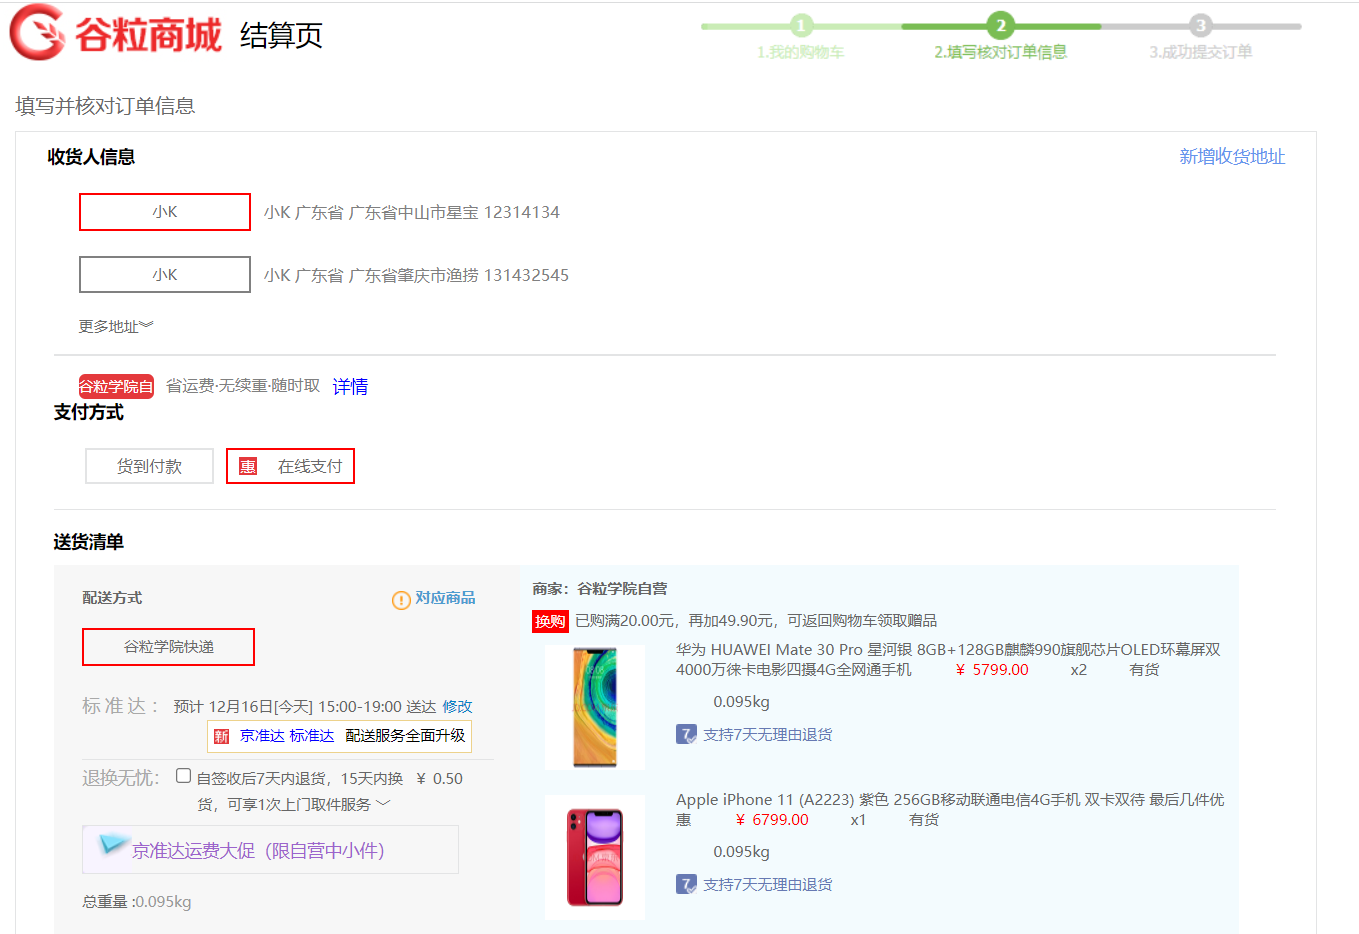 谷粒商城 结算页
1 2 3
1.我的购物车 2.填写核对订单信息 3.成功提交订单
填写并核对订单信息
收货人信息 新增收货地址
小K 小K 广东省 广东省中山市星宝 12314134
小K 小K 广东省 广东省肇庆市渔捞 131432545
更多地址
谷粒学院自 省运费·无续重·随时取 详情
支付方式
货到付款 惠 在线支付
送货清单
配送方式 对应商品
谷粒学院快递
标 准 达： 预计 12月16日[今天] 15:00-19:00 送达 修改
新 京准达 标准达 配送服务全面升级
退换无忧： 自签收后7天内退货，15天内换 ￥ 0.50
货，可享1次上门取件服务
京准达运费大促（限自营中小件）
总重量 :0.095kg
商家：谷粒学院自营
换购 已购满20.00元，再加49.90元，可返回购物车领取赠品
华为 HUAWEI Mate 30 Pro 星河银 8GB+128GB麒麟990旗舰芯片OLED环幕屏双
4000万徕卡电影四摄4G全网通手机 ￥ 5799.00 x2 有货
0.095kg
7 支持7天无理由退货
Apple iPhone 11 (A2223) 紫色 256GB移动联通电信4G手机 双卡双待 最后几件优
惠 ￥ 6799.00 x1 有货
0.095kg
7 支持7天无理由退货